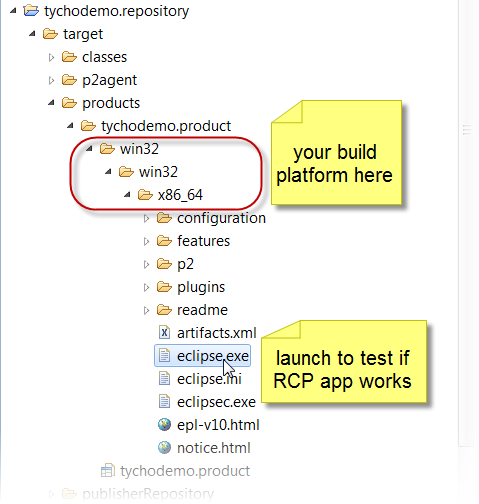 tychodemo.repository
target
classes
p2agent
products
tychodemo.product
win32
win32
x86_64
your build
platform here
configuration
features
p2
plugins
readme
artifacts.xml
eclipse.exe
eclipse.ini
eclipsec.exe
epl-v10.html
notice.html
launch to test if
RCP app works
tychodemo.product
publisherRepository